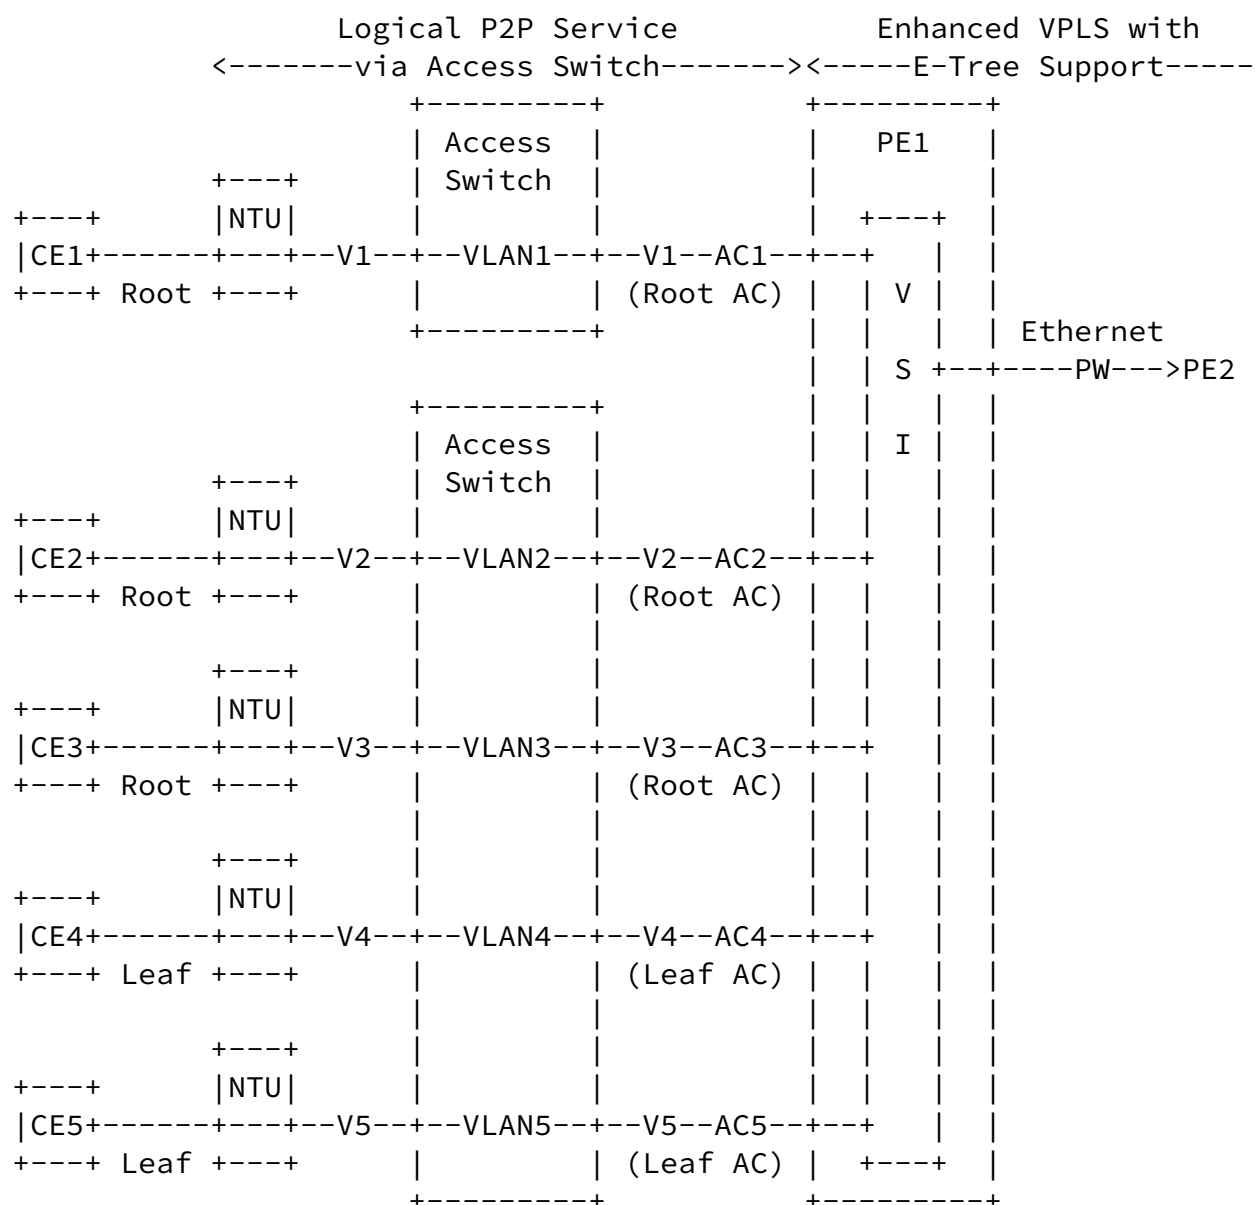 Logical P2P Service Enhanced VPLS with
<-------via Access Switch-------><-----E-Tree Support-----
Access PE1
+---+ | Switch | | |
+---+ |NTU| | | | +---+ |
|CE1+------+---+--V1--+--VLAN1--+--V1--AC1--+--+ | |
+---+ Root +---+ | | (Root AC) | | V | |
+---------+ | | | | Ethernet
| | S +--+----PW--->PE2
+---------+ | | | |
| Access | | | I | |
+---+ | Switch | | | | |
+---+ |NTU| | | | | | |
|CE2+------+---+--V2--+--VLAN2--+--V2--AC2--+--+ | |
+---+ Root +---+ | | (Root AC) | | | |
| | | | | |
+---+ | | | | | |
+---+ |NTU| | | | | | |
|CE3+------+---+--V3--+--VLAN3--+--V3--AC3--+--+ | |
+---+ Root +---+ | | (Root AC) | | | |
| | | | | |
+---+ | | | | | |
+---+ |NTU| | | | | | |
|CE4+------+---+--V4--+--VLAN4--+--V4--AC4--+--+ | |
+---+ Leaf +---+ | | (Leaf AC) | | | |
| | | | | |
+---+ | | | | | |
+---+ |NTU| | | | | | |
|CE5+------+---+--V5--+--VLAN5--+--V5--AC5--+--+ | |
+---+ Leaf +---+ | | (Leaf AC) | +---+ |
+---------+ +---------+